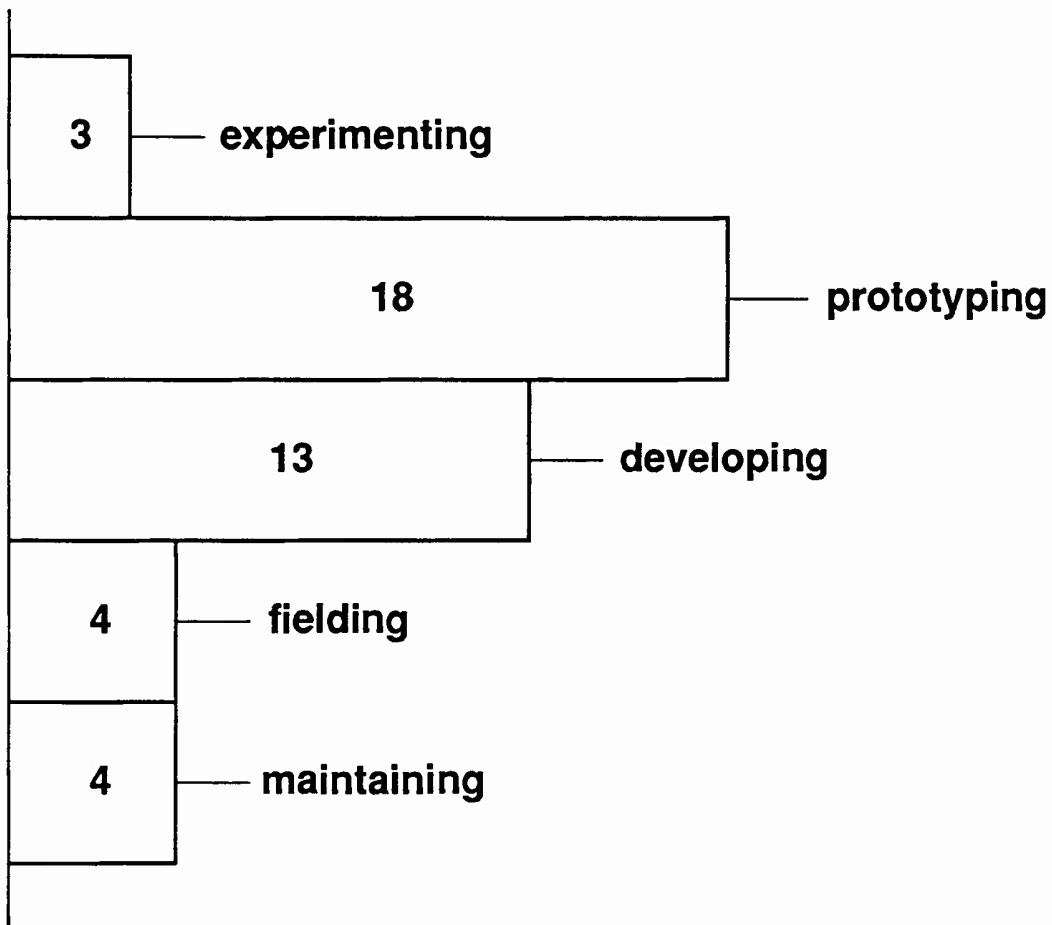 3 experimenting
18 prototyping
13 developing
4 fielding
4 maintaining